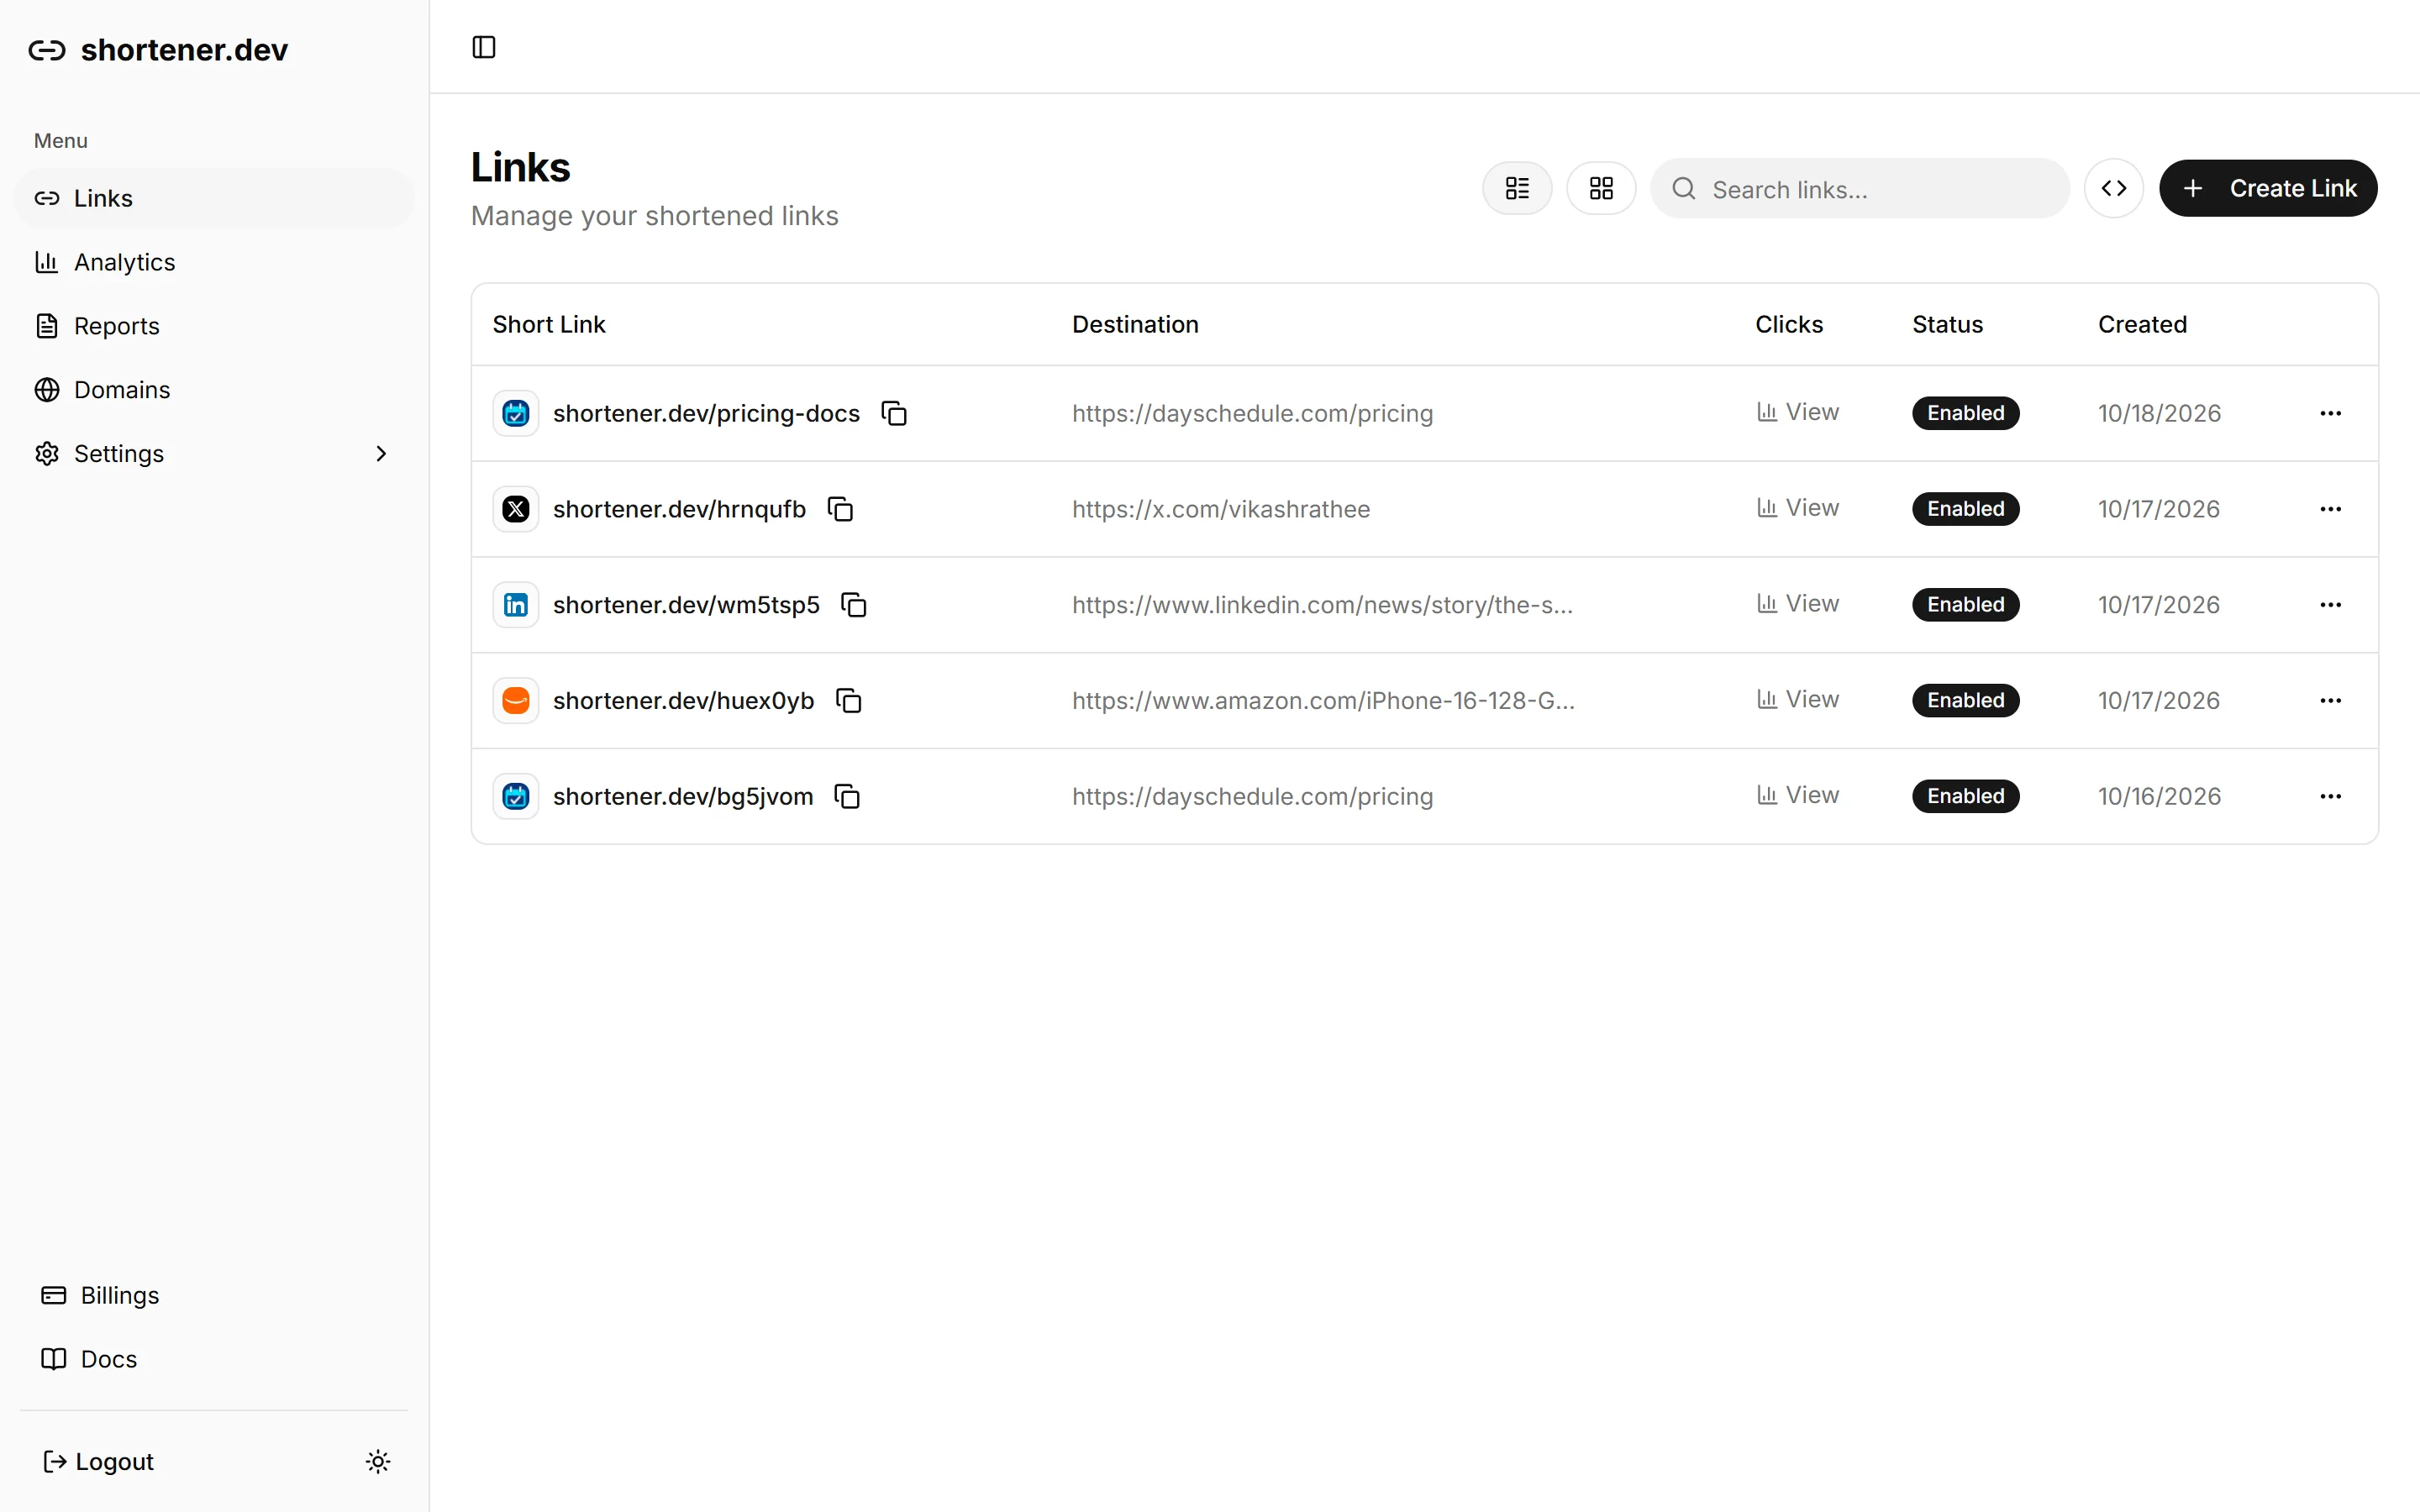 shortener.dev
Menu
Links
Analytics
Reports
Domains
Settings
Billings
Docs
Logout
Links
Manage your shortened links
Search links...
Create Link
Short Link Destination Clicks Status Created
shortener.dev/pricing-docs https://dayschedule.com/pricing View Enabled 10/18/2026
shortener.dev/hrnqufb https://x.com/vikashrathee View Enabled 10/17/2026
shortener.dev/wm5tsp5 https://www.linkedin.com/news/story/the-s... View Enabled 10/17/2026
shortener.dev/huex0yb https://www.amazon.com/iPhone-16-128-G... View Enabled 10/17/2026
shortener.dev/bg5jvom https://dayschedule.com/pricing View Enabled 10/16/2026